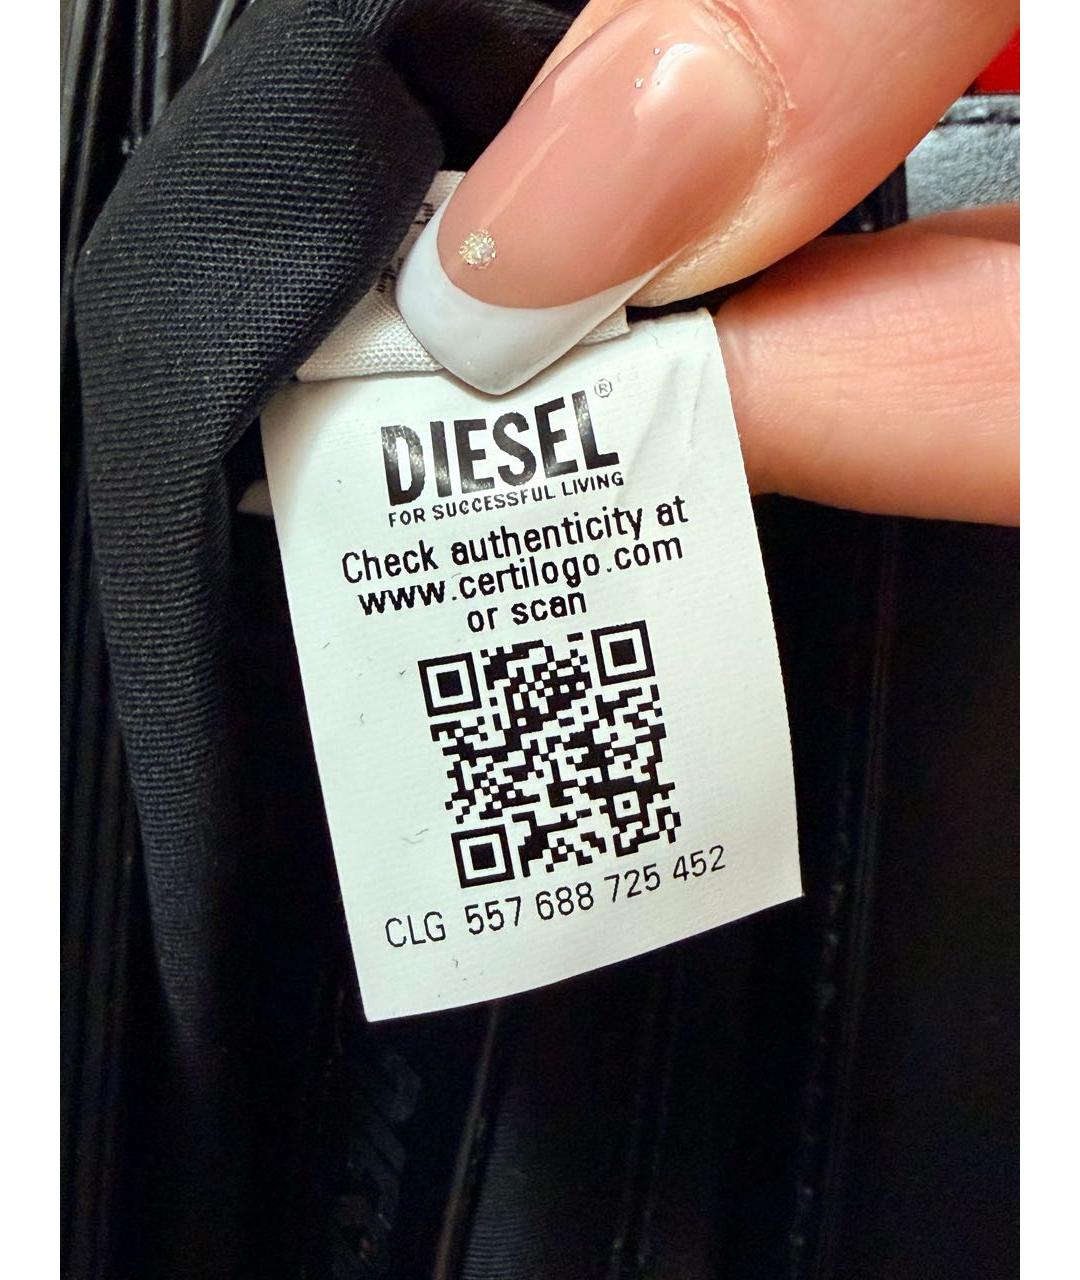 DIESEL®
FOR SUCCESSFUL LIVING
Check authenticity at
www.certilogo.com
or scan
CLG 557 688 725 452